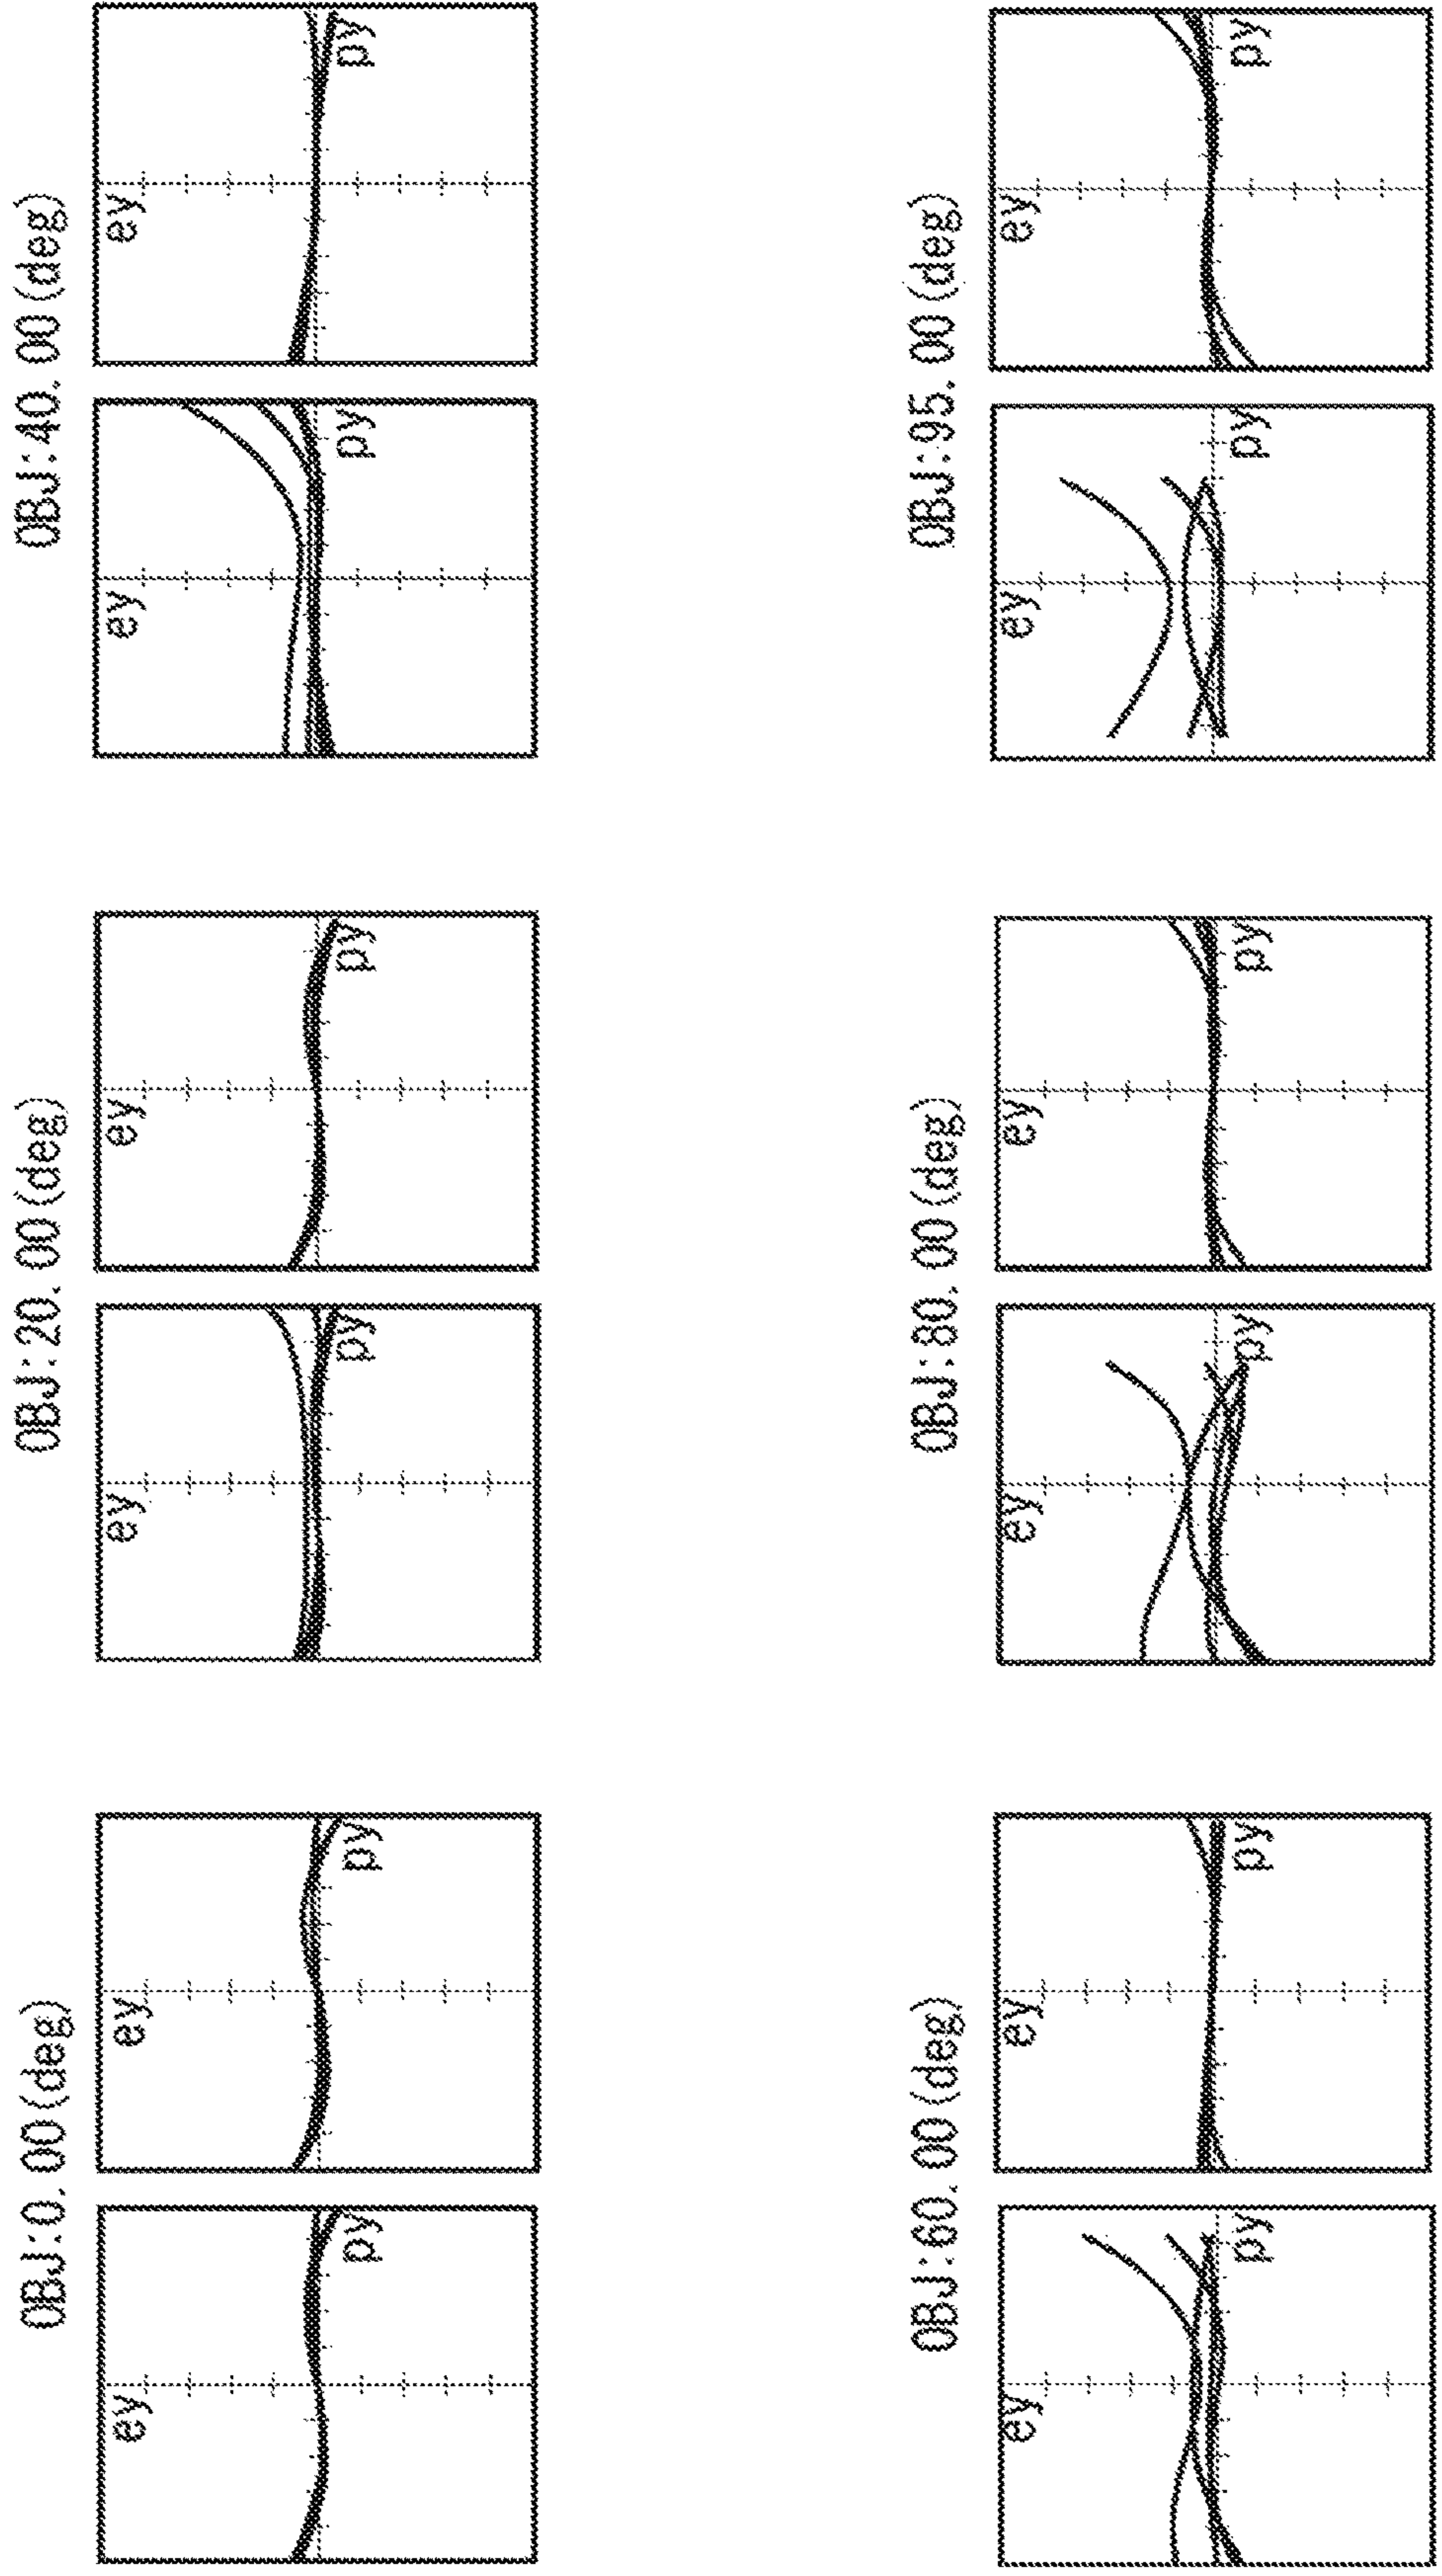 OBJ:0. 00 (deg)
ey
py
ey
py
OBJ:20. 00 (deg)
ey
py
ey
py
OBJ:40. 00 (deg)
ey
py
ey
py
OBJ:60. 00 (deg)
ey
py
ey
py
OBJ:80. 00 (deg)
ey
py
ey
py
OBJ:95. 00 (deg)
ey
py
ey
py